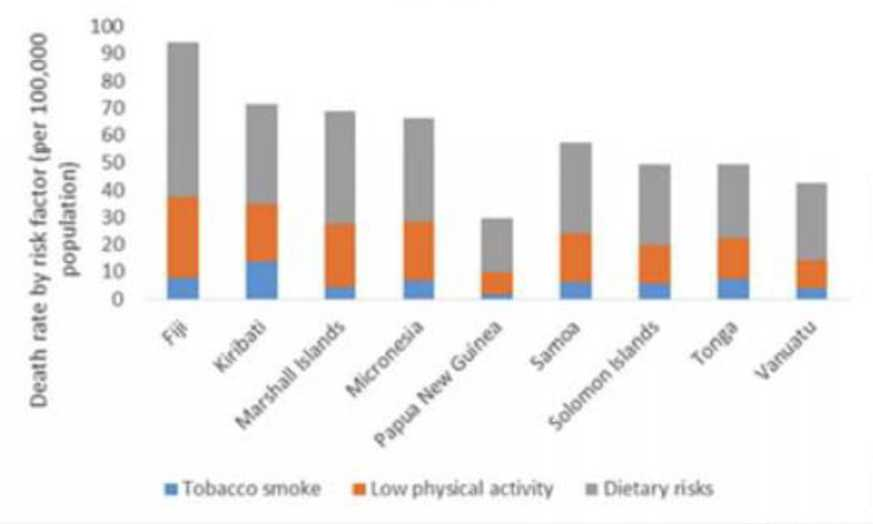 100
90
80
70
60
50
40
30
20
10
0
Death rate by risk factor (per 100,000
population)
Fiji
Kiribati
Marshall Islands
Micronesia
Papua New Guinea
Samoa
Solomon Islands
Tonga
Vanuatu
Tobacco smoke
Low physical activity
Dietary risks